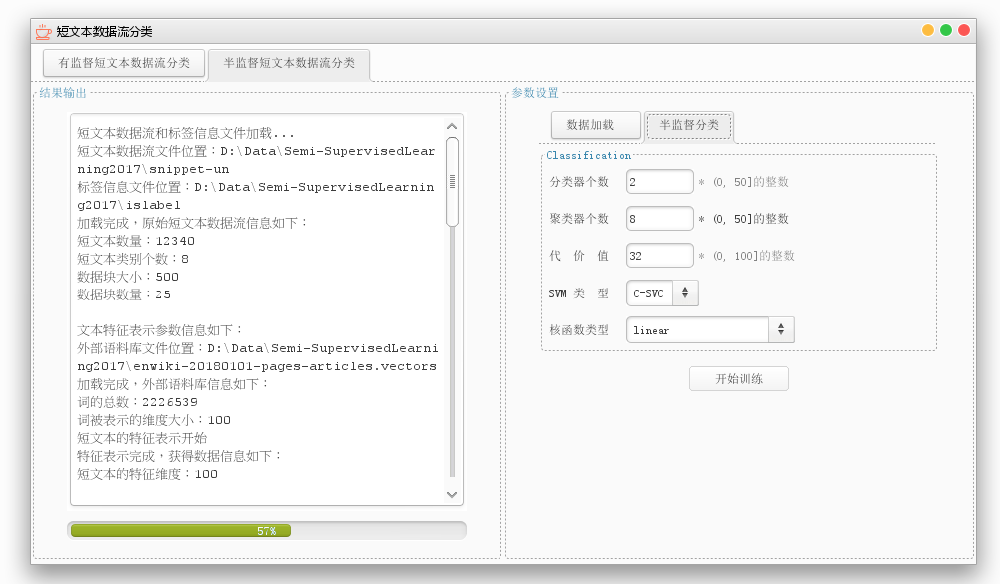 短文本数据流分类
有监督短文本数据流分类
半监督短文本数据流分类
结果输出
短文本数据流和标签信息文件加载...
短文本数据流文件位置：D:\Data\Semi-SupervisedLear
ning2017\snippet-un
标签信息文件位置：D:\Data\Semi-SupervisedLearnin
g2017\islabel
加载完成，原始短文本数据流信息如下：
短文本数量：12340
短文本类别个数：8
数据块大小：500
数据块数量：25
文本特征表示参数信息如下：
外部语料库文件位置：D:\Data\Semi-SupervisedLearni
ng2017\enwiki-20180101-pages-articles.vectors
加载完成，外部语料库信息如下：
词的总数：2226539
词被表示的维度大小：100
短文本的特征表示开始
特征表示完成，获得数据信息如下：
短文本的特征维度：100
57%
参数设置
数据加载
半监督分类
Classification
分类器个数 2 * (0, 50]的整数
聚类器个数 8 * (0, 50]的整数
代 价 值 32 * (0, 100]的整数
SVM 类 型 C-SVC
核函数类型 linear
开始训练